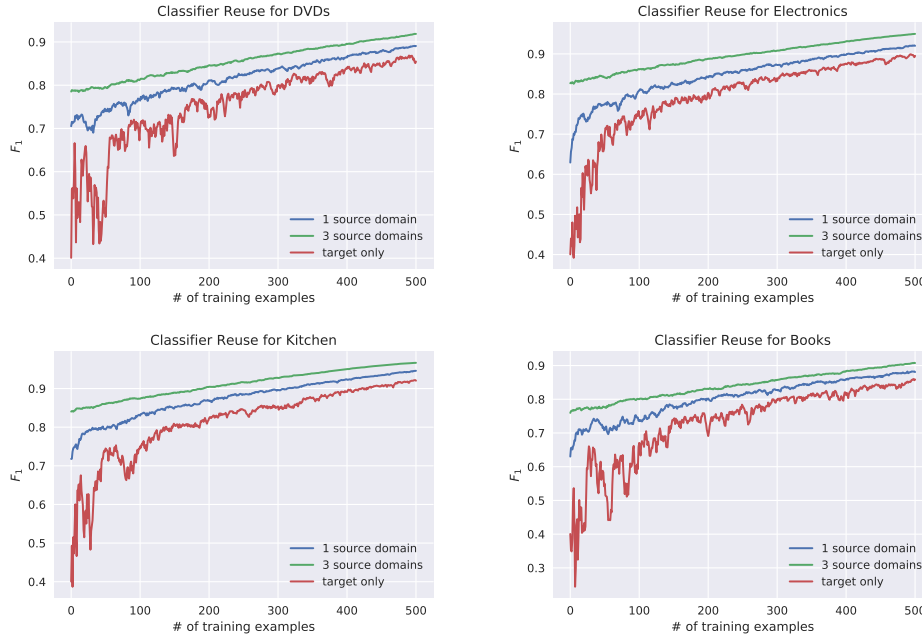 Classifier Reuse for DVDs
0.9
0.8
0.7
0.6
0.5
0.4
F1
1 source domain
3 source domains
target only
0 100 200 300 400 500
# of training examples
Classifier Reuse for Electronics
0.9
0.8
0.7
0.6
0.5
0.4
F1
1 source domain
3 source domains
target only
0 100 200 300 400 500
# of training examples
Classifier Reuse for Kitchen
0.9
0.8
0.7
0.6
0.5
0.4
F1
1 source domain
3 source domains
target only
0 100 200 300 400 500
# of training examples
Classifier Reuse for Books
0.9
0.8
0.7
0.6
0.5
0.4
0.3
F1
1 source domain
3 source domains
target only
0 100 200 300 400 500
# of training examples